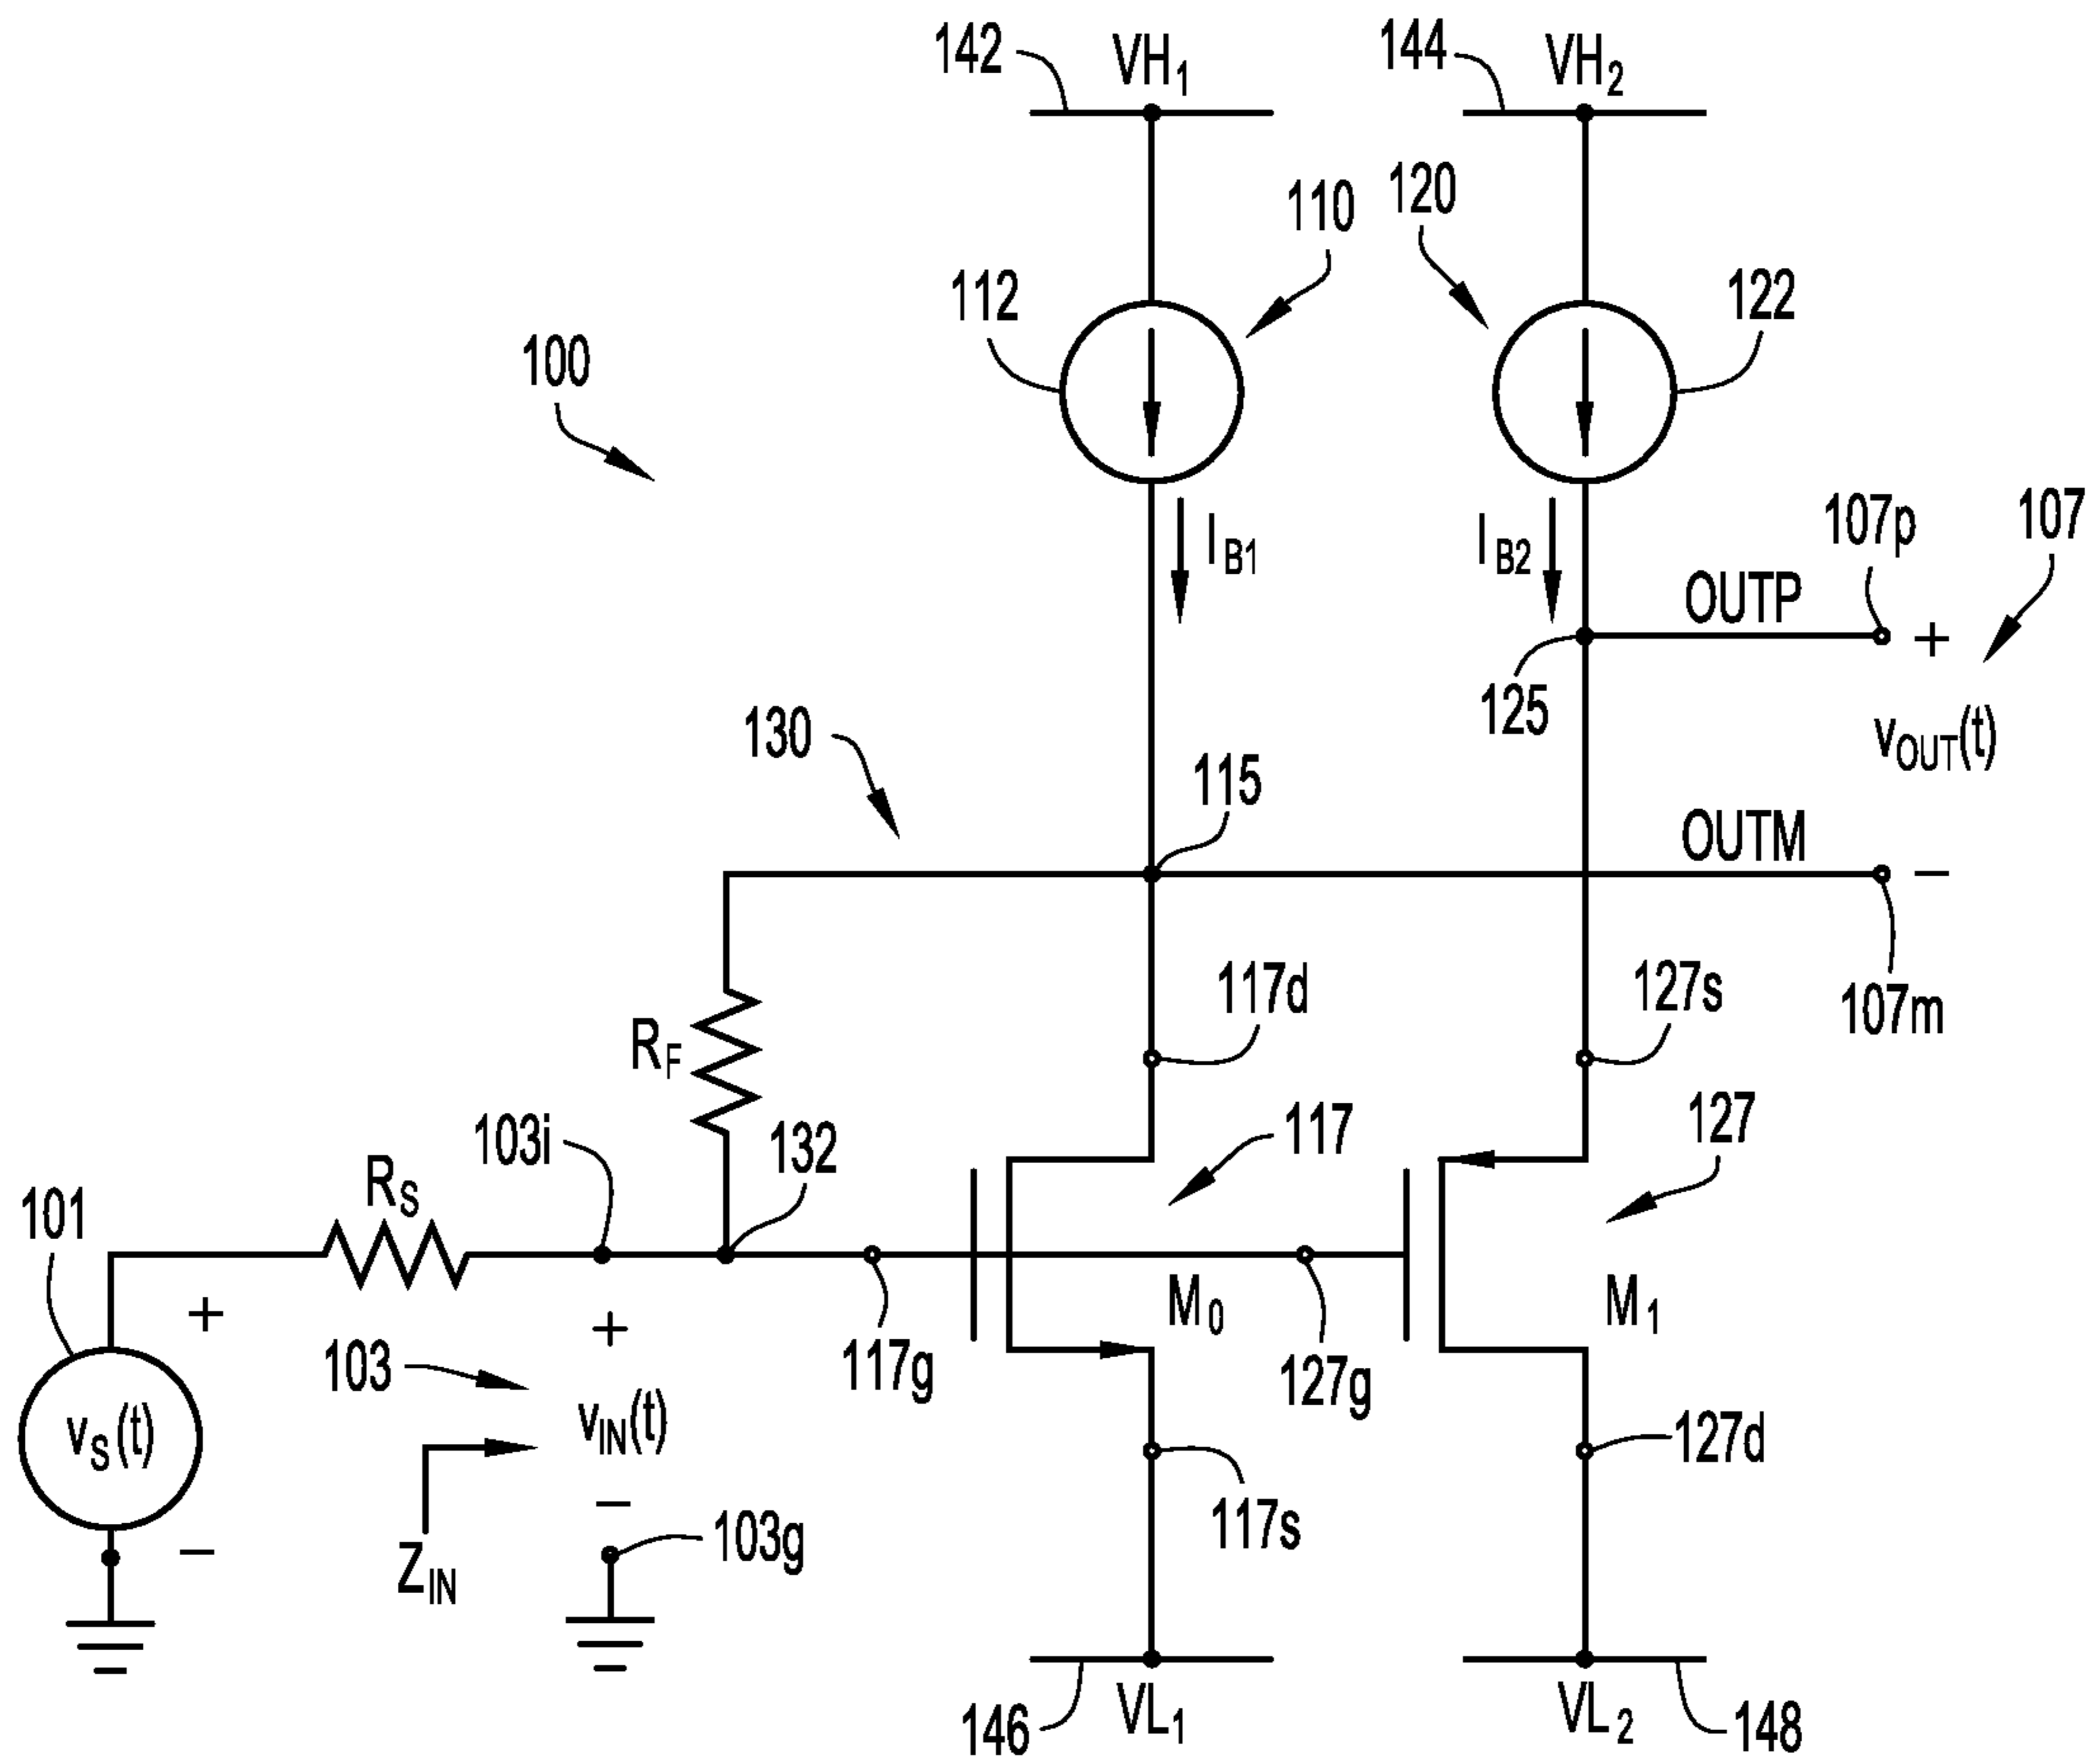 142 VH1 144 VH2
110 120
112 122
100
IB1 IB2 107p 107
OUTP +
125
130 vOUT(t)
115
OUTM −
117d 127s 107m
RF
103i 132 117 127
101 RS
+ + M0 M1
103 117g 127g
vS(t) vIN(t) 127d
− − 117s
ZIN 103g
146 VL1 VL2 148